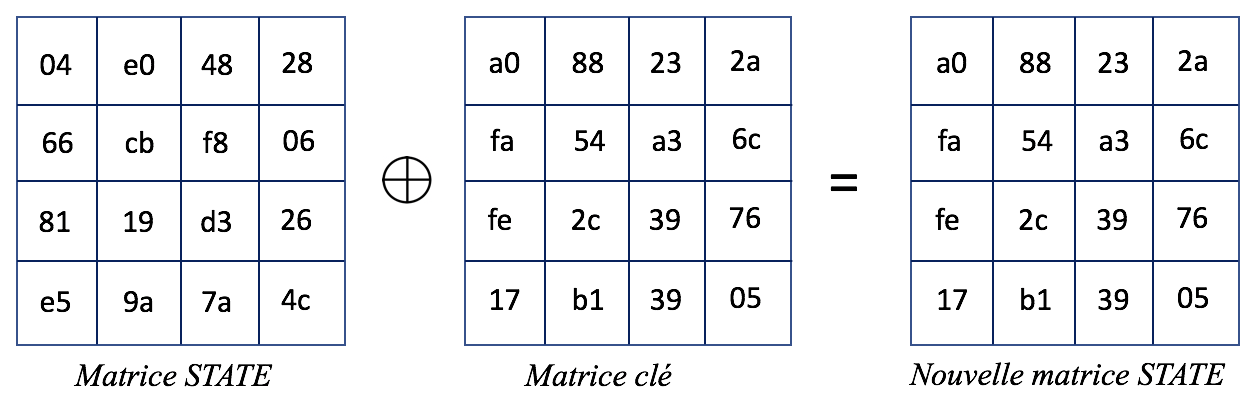 04 e0 48 28 a0 88 23 2a a0 88 23 2a
66 cb f8 06 fa 54 a3 6c fa 54 a3 6c
⊕ =
81 19 d3 26 fe 2c 39 76 fe 2c 39 76
e5 9a 7a 4c 17 b1 39 05 17 b1 39 05
Matrice STATE Matrice clé Nouvelle matrice STATE